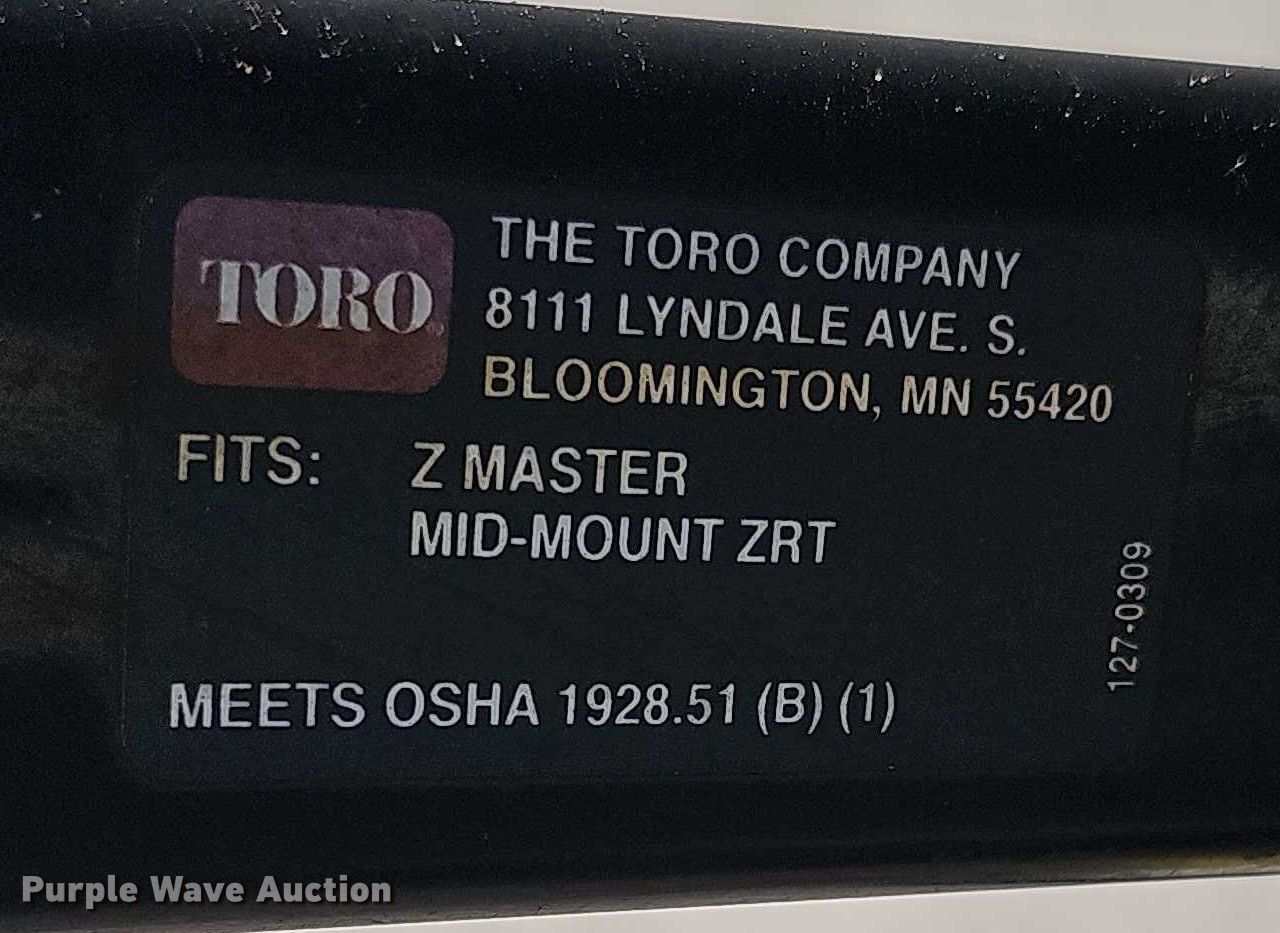 TORO
THE TORO COMPANY
8111 LYNDALE AVE. S.
BLOOMINGTON, MN 55420
FITS: Z MASTER
MID-MOUNT ZRT
127-0309
MEETS OSHA 1928.51 (B) (1)
Purple Wave Auction